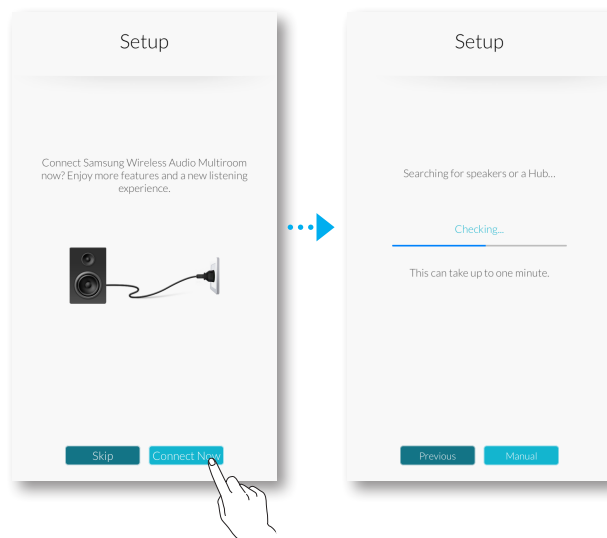 Setup
Connect Samsung Wireless Audio Multiroom
now? Enjoy more features and a new listening
experience.
Skip
Connect Now
Setup
Searching for speakers or a Hub...
Checking...
This can take up to one minute.
Previous
Manual